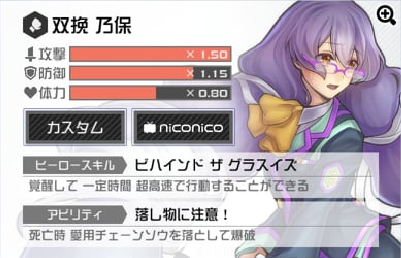 双挽 乃保
攻撃 × 1.50
防御 × 1.15
体力 × 0.80
カスタム niconico
ヒーロースキル ビハインド ザ グラスイズ
覚醒して 一定時間 超高速で行動することができる
アビリティ 落し物に注意！
死亡時 愛用チェーンソウを落として爆破